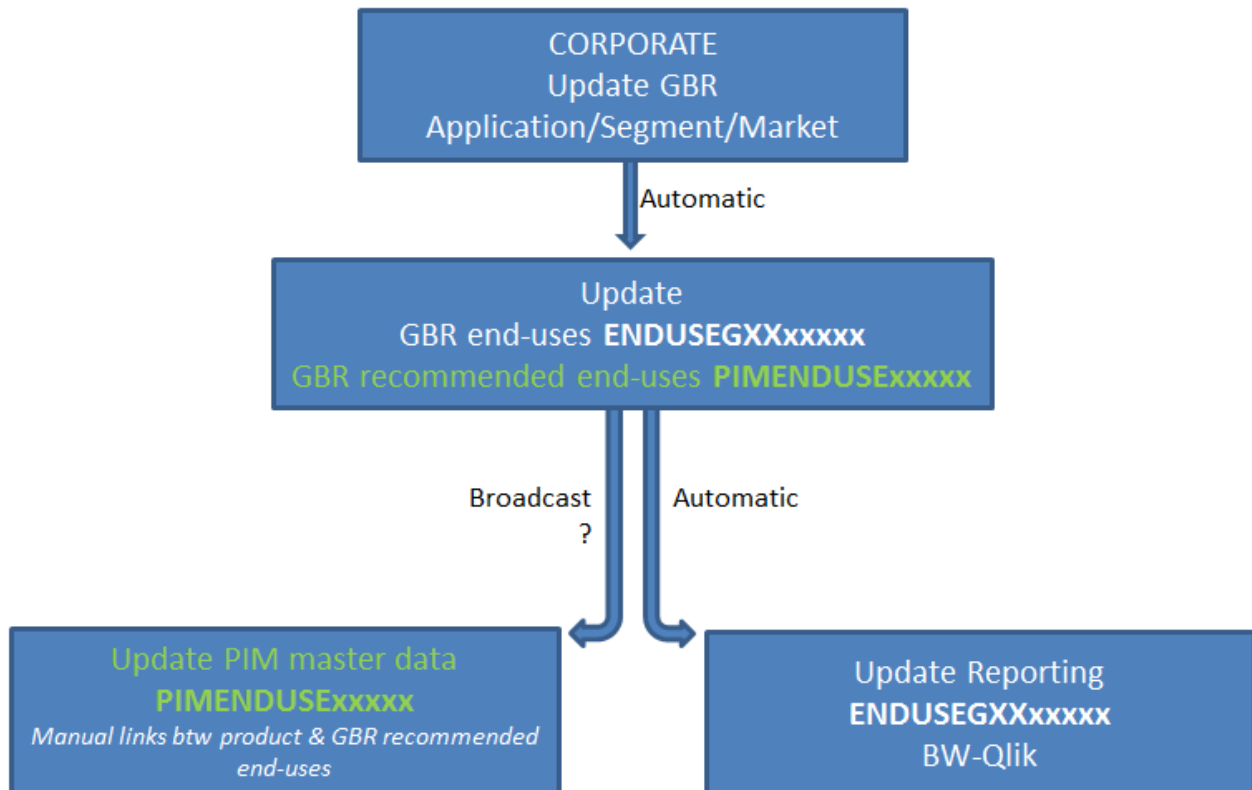 CORPORATE
Update GBR
Application/Segment/Market
Automatic
Update
GBR end-uses ENDUSEGXXxxxxx
GBR recommended end-uses PIMENDUSExxxxx
Broadcast
?
Automatic
Update PIM master data
PIMENDUSExxxxx
Manual links btw product & GBR recommended
end-uses
Update Reporting
ENDUSEGXXxxxxx
BW-Qlik